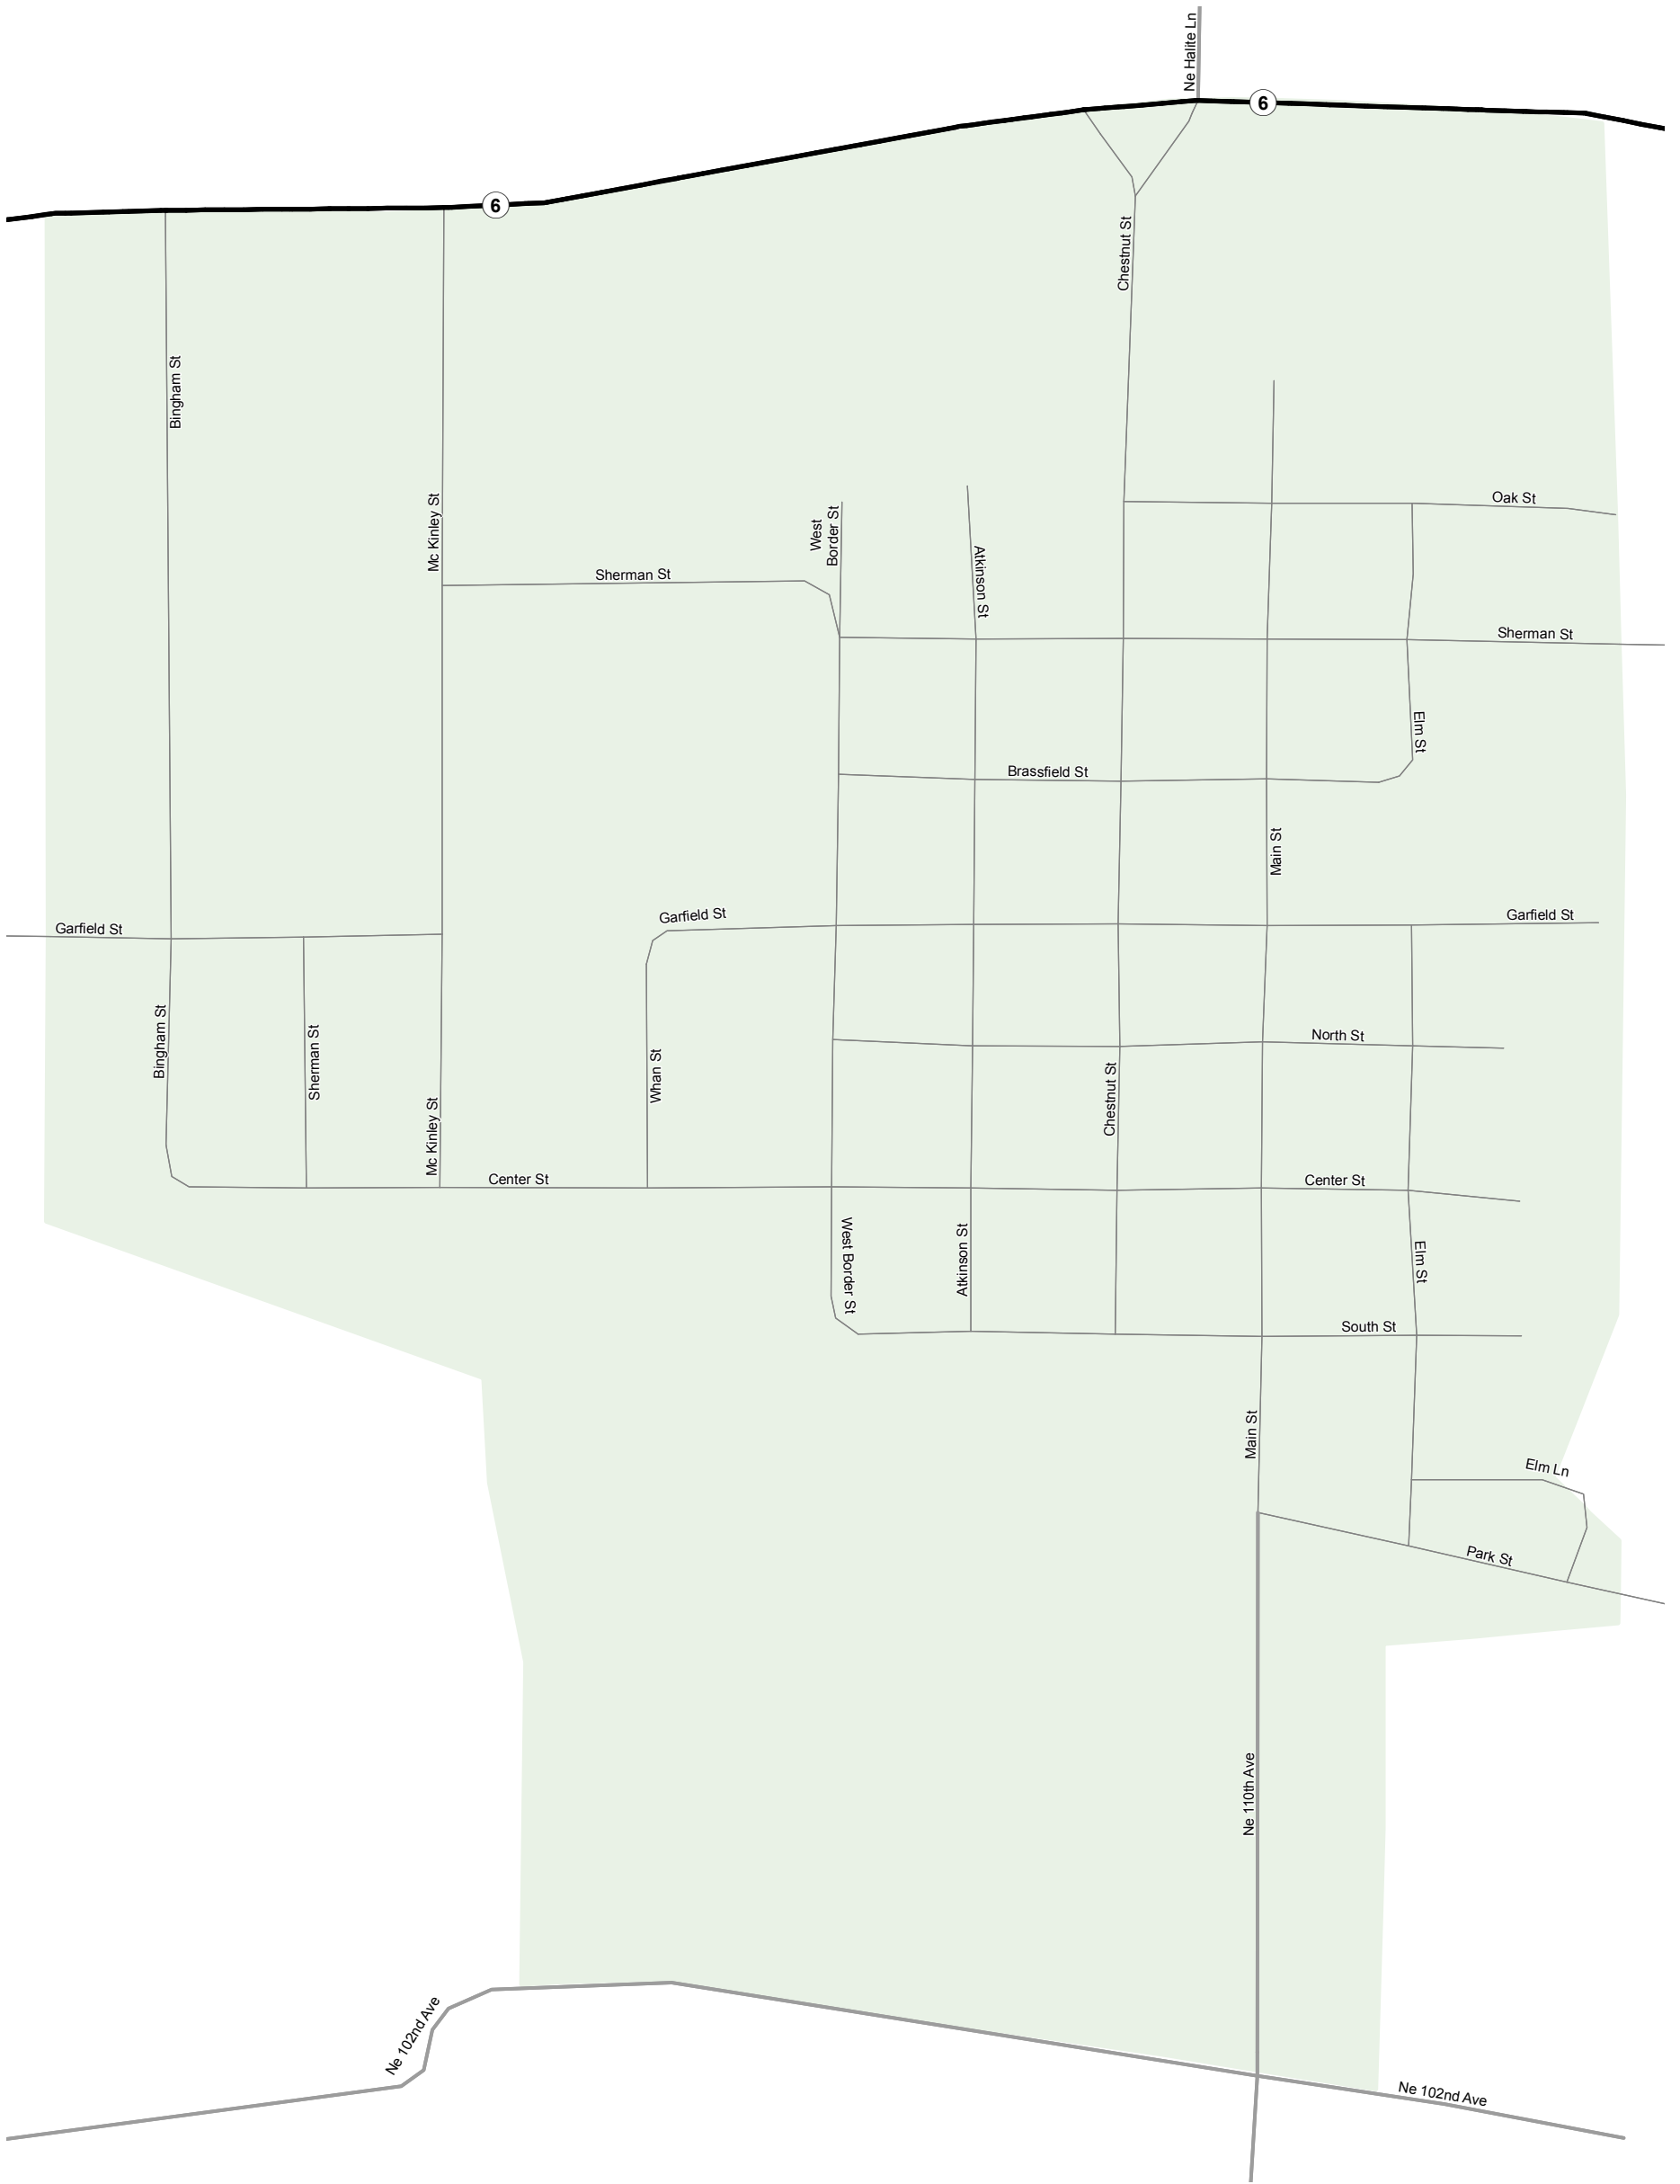 Ne Halite Ln
6
6
Chestnut St
Bingham St
Mc Kinley St
Oak St
West
Border St
Atkinson St
Sherman St
Sherman St
Elm St
Brassfield St
Main St
Garfield St
Garfield St
Garfield St
Bingham St
Sherman St
Whan St
North St
Chestnut St
Mc Kinley St
Center St
Center St
West Border St
Atkinson St
Elm St
South St
Main St
Elm Ln
Park St
Ne 110th Ave
Ne 102nd Ave
Ne 102nd Ave